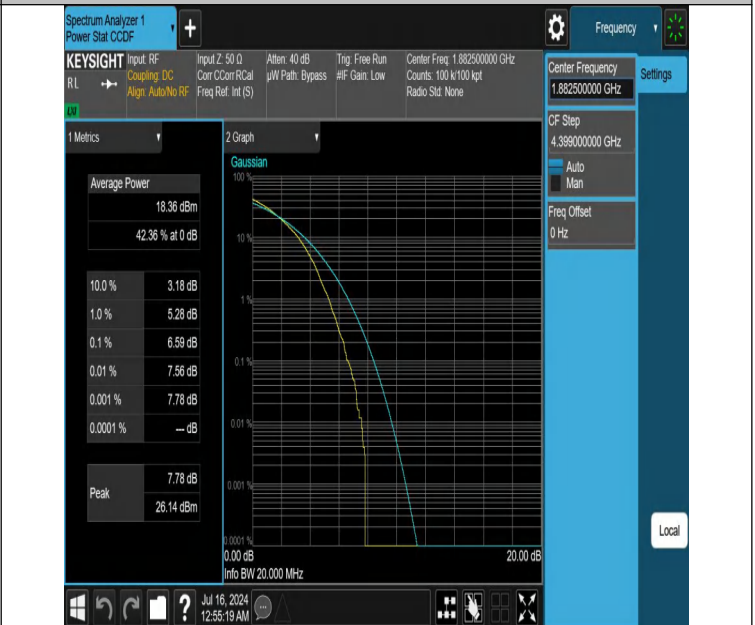 Spectrum Analyzer 1
Power Stat CCDF
+
Frequency
KEYSIGHT
RL
LXI
Input: RF
Coupling: DC
Align: Auto/No RF
Input Z: 50 Ω
Corr CCorr RCal
Freq Ref: Int (S)
Atten: 40 dB
µW Path: Bypass
Trig: Free Run
#IF Gain: Low
Center Freq: 1.882500000 GHz
Counts: 100 k/100 kpt
Radio Std: None
Center Frequency
1.882500000 GHz
Settings
CF Step
4.399000000 GHz
Auto
Man
Freq Offset
0 Hz
1 Metrics
Average Power
18.36 dBm
42.36 % at 0 dB
10.0 % 3.18 dB
1.0 % 5.28 dB
0.1 % 6.59 dB
0.01 % 7.56 dB
0.001 % 7.78 dB
0.0001 % --- dB
Peak
7.78 dB
26.14 dBm
2 Graph
Gaussian
100 %
10 %
1 %
0.1 %
0.01 %
0.001 %
0.0001 %
0.00 dB 20.00 dB
Info BW 20.000 MHz
Local
?
Jul 16, 2024
12:55:19 AM